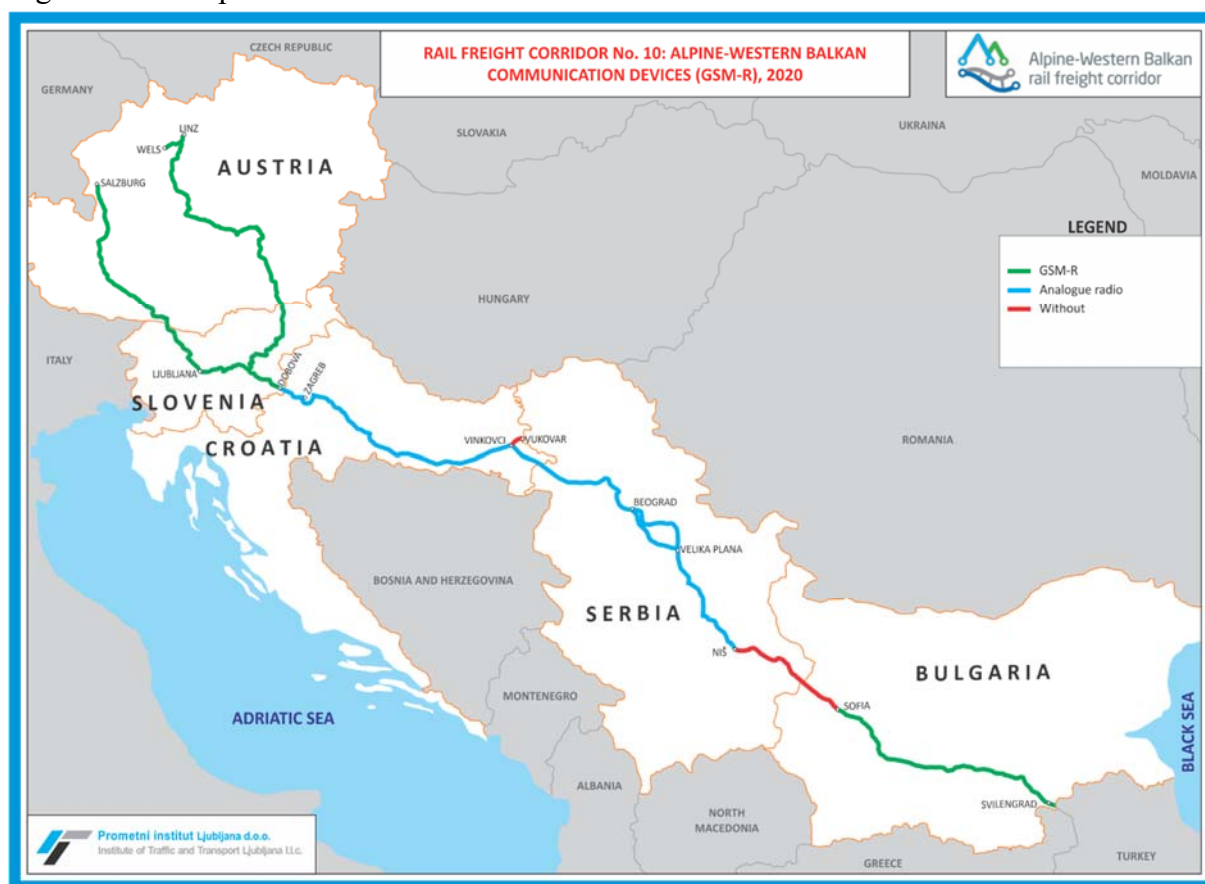 CZECH REPUBLIC
RAIL FREIGHT CORRIDOR No. 10: ALPINE-WESTERN BALKAN
COMMUNICATION DEVICES (GSM-R), 2020
Alpine-Western Balkan
rail freight corridor
GERMANY
UKRAINE
SLOVAKIA
LINZ
WELS
AUSTRIA
MOLDAVIA
SALZBURG
LEGEND
GSM-R
Analogue radio
Without
HUNGARY
ITALY
LJUBLJANA
DOBOVA
ZAGREB
SLOVENIA
CROATIA
VINKOVCI
VUKOVAR
ROMANIA
BEOGRAD
VELIKA PLANA
BOSNIA AND HERZEGOVINA
SERBIA
NIŠ
BULGARIA
MONTENEGRO
SOFIA
ADRIATIC SEA
BLACK SEA
ALBANIA
SVILENGRAD
NORTH
MACEDONIA
Prometni institut Ljubljana d.o.o.
Institute of Traffic and Transport Ljubljana l.l.c.
GREECE
TURKEY